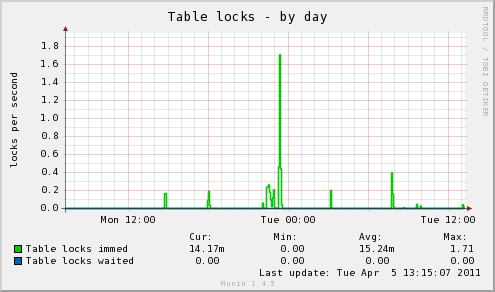 Table locks - by day
RRDTOOL / TOBI OETIKER
locks per second
1.8
1.6
1.4
1.2
1.0
0.8
0.6
0.4
0.2
0.0
Mon 12:00 Tue 00:00 Tue 12:00
Cur: Min: Avg: Max:
Table locks immed 14.17m 0.00 15.24m 1.71
Table locks waited 0.00 0.00 0.00 0.00
Last update: Tue Apr 5 13:15:07 2011
Munin 1.4.5